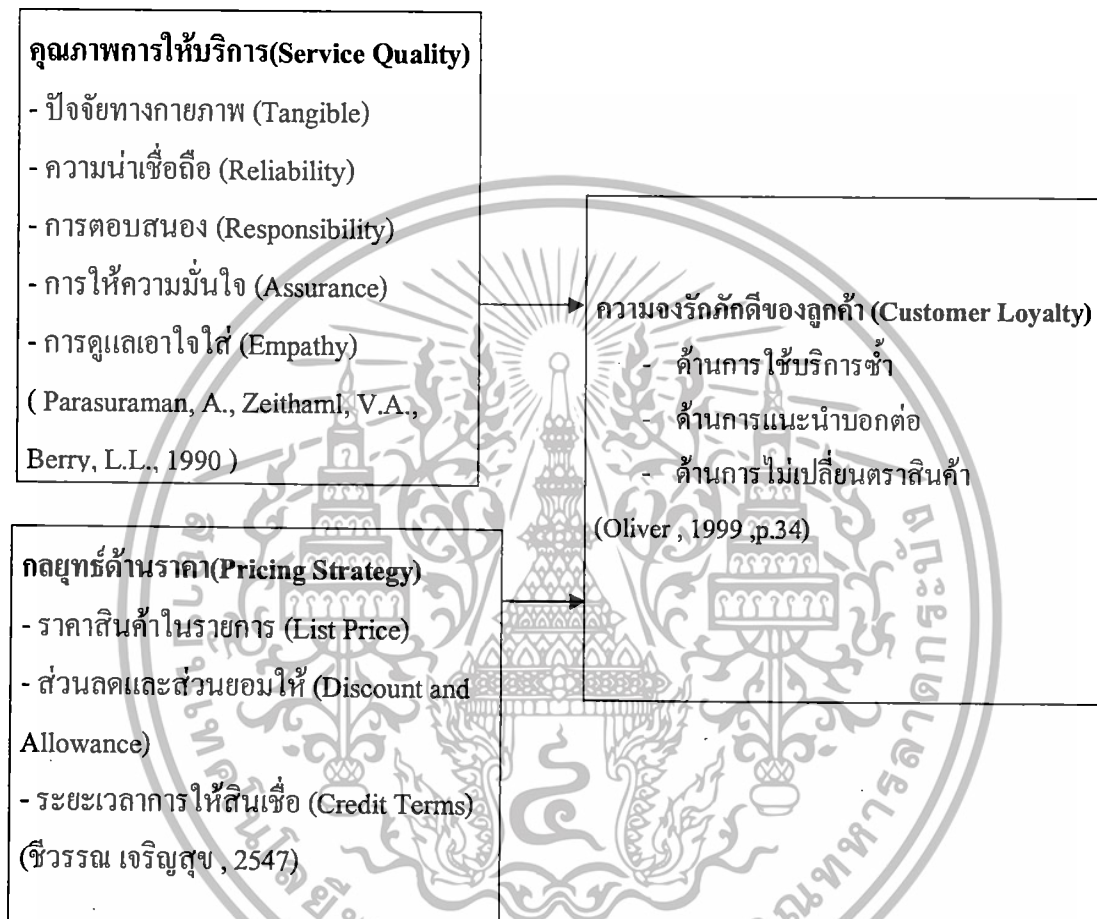 คุณภาพการให้บริการ(Service Quality)
- ปัจจัยทางกายภาพ (Tangible)
- ความน่าเชื่อถือ (Reliability)
- การตอบสนอง (Responsibility)
- การให้ความมั่นใจ (Assurance)
- การดูแลเอาใจใส่ (Empathy)
( Parasuraman, A., Zeithaml, V.A.,
Berry, L.L., 1990 )
ความจงรักภักดีของลูกค้า (Customer Loyalty)
- ด้านการใช้บริการซ้ำ
- ด้านการแนะนำบอกต่อ
- ด้านการไม่เปลี่ยนตราสินค้า
(Oliver , 1999 ,p.34)
กลยุทธ์ด้านราคา(Pricing Strategy)
- ราคาสินค้าในรายการ (List Price)
- ส่วนลดและส่วนยอมให้ (Discount and
Allowance)
- ระยะเวลาการให้สินเชื่อ (Credit Terms)
(ชีวรรณ เจริญสุข , 2547)